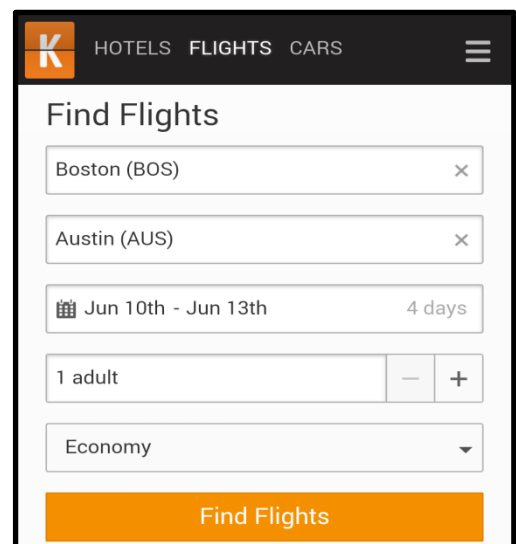 K HOTELS FLIGHTS CARS
Find Flights
Boston (BOS)
Austin (AUS)
Jun 10th - Jun 13th 4 days
1 adult
Economy
Find Flights